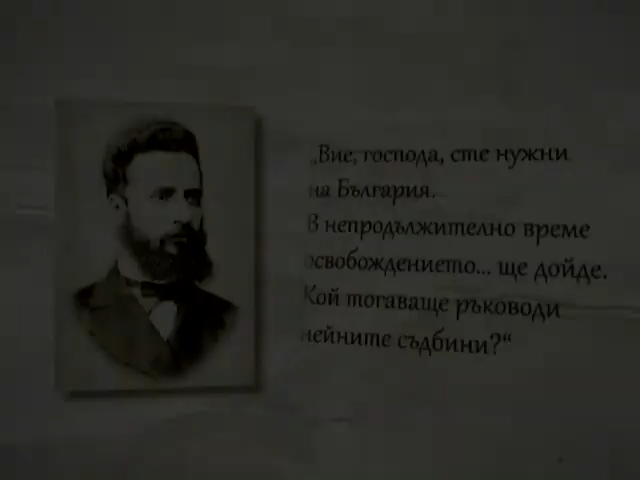 „Вие, господа, сте нужни
на България.
В непродължително време
освобождението... ще дойде.
Кой тогаваще ръководи
нейните съдбини?“